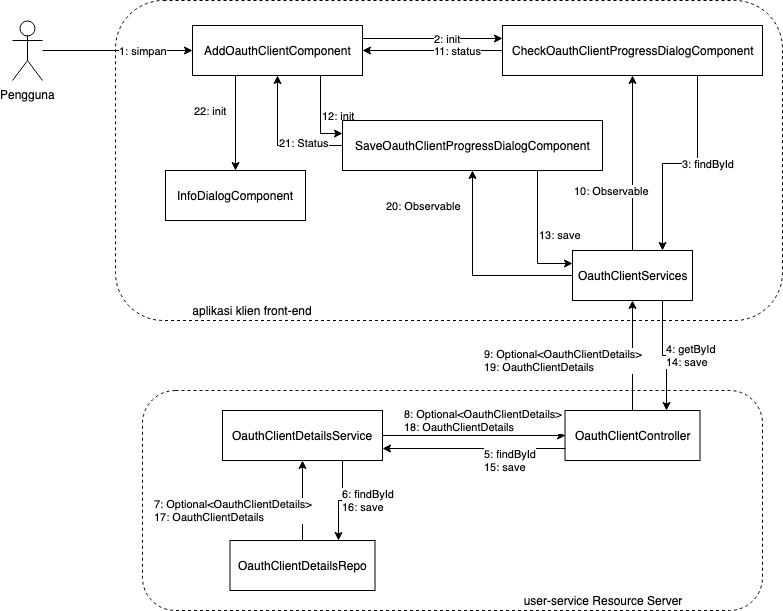 1: simpan
AddOauthClientComponent
2: init
11: status
CheckOauthClientProgressDialogComponent
Pengguna
22: init
12: init
21: Status
SaveOauthClientProgressDialogComponent
3: findById
InfoDialogComponent
20: Observable
10: Observable
13: save
OauthClientServices
aplikasi klien front-end
9: Optional<OauthClientDetails>
19: OauthClientDetails
4: getById
14: save
OauthClientDetailsService
8: Optional<OauthClientDetails>
18: OauthClientDetails
5: findById
15: save
OauthClientController
7: Optional<OauthClientDetails>
17: OauthClientDetails
6: findById
16: save
OauthClientDetailsRepo
user-service Resource Server